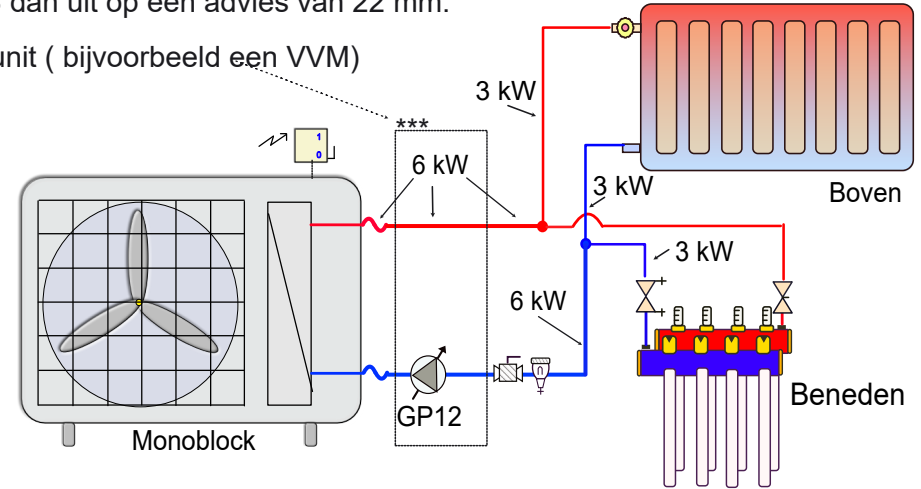 dan uit op een advies van 22 mm.
unit ( bijvoorbeeld een VVM)
3 kW
***
6 kW
1
0
3 kW
Boven
3 kW
6 kW
Beneden
GP12
Monoblock